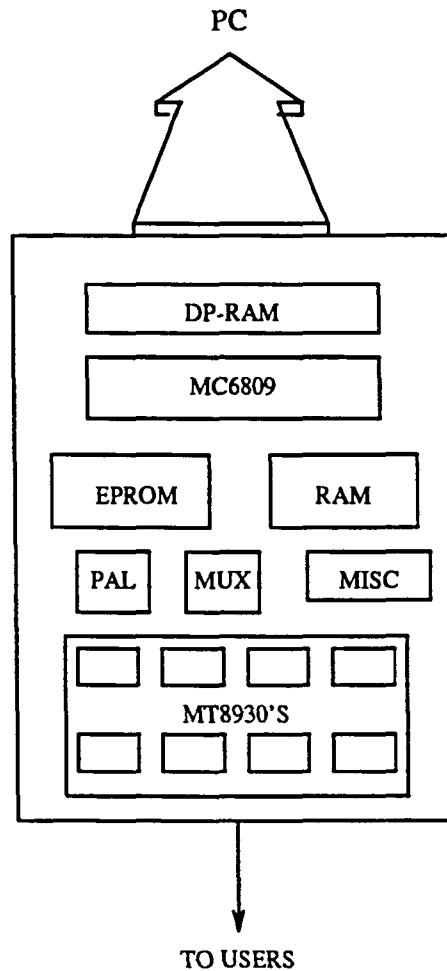 PC
DP-RAM
MC6809
EPROM
RAM
PAL
MUX
MISC
MT8930'S
TO USERS